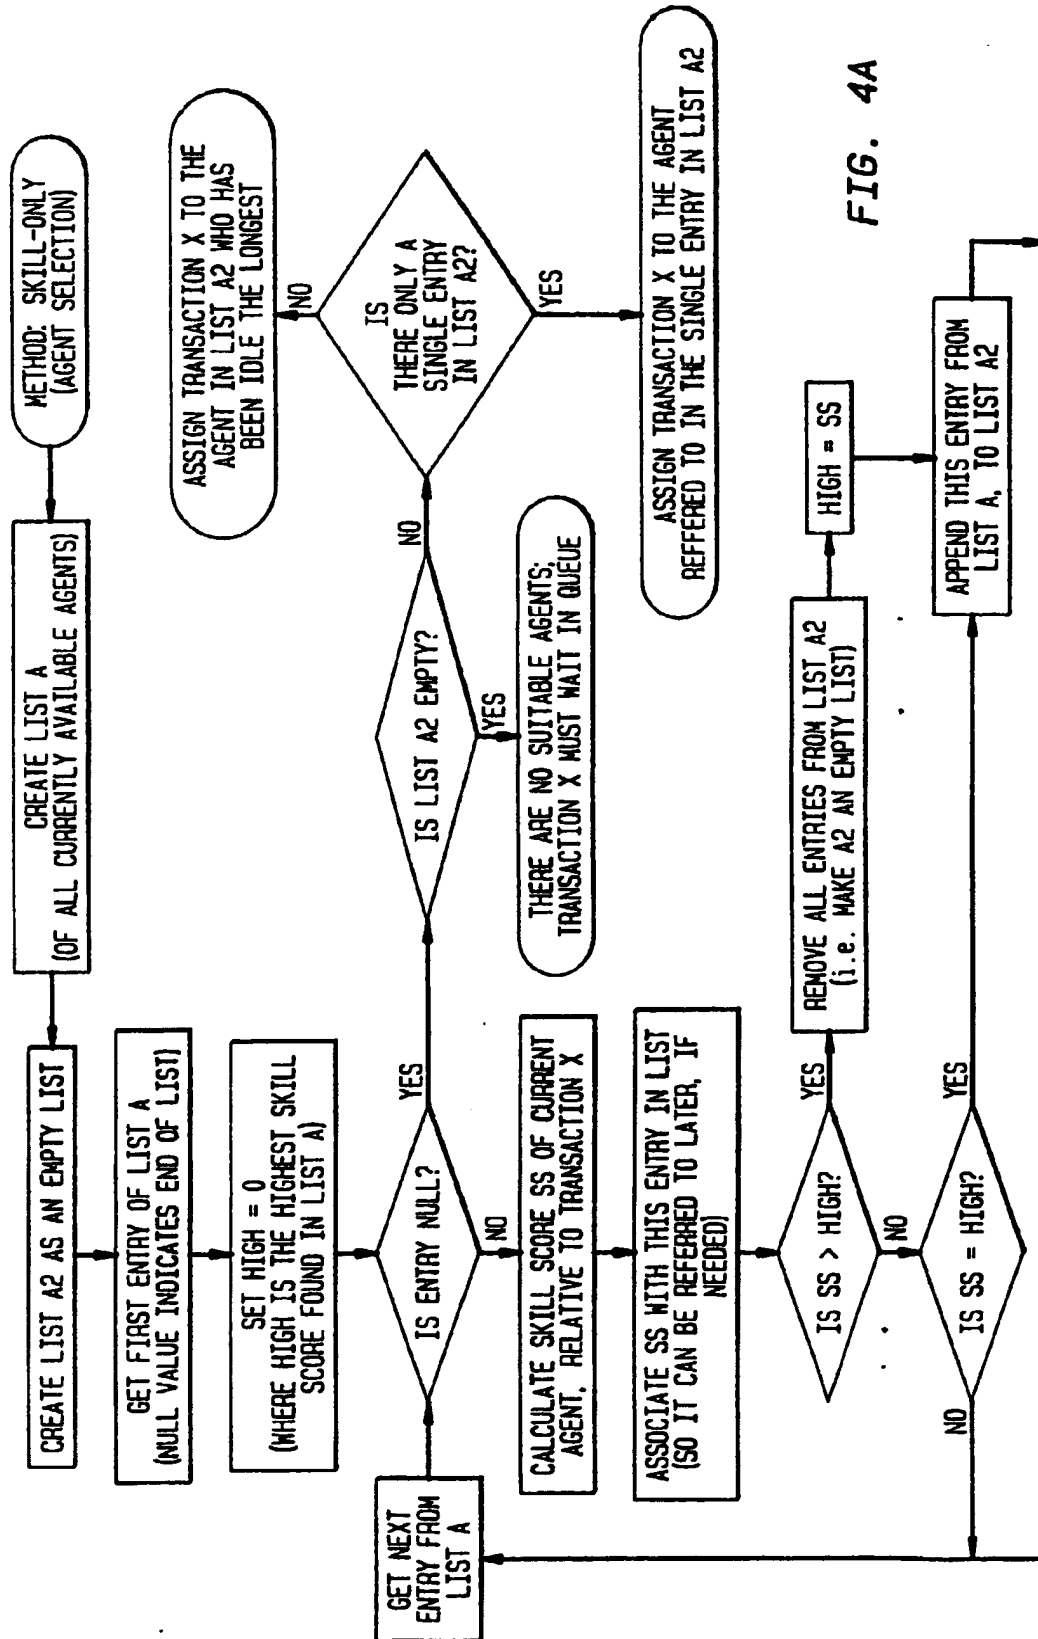 METHOD: SKILL-ONLY
(AGENT SELECTION)
CREATE LIST A
(OF ALL CURRENTLY AVAILABLE AGENTS)
CREATE LIST A2 AS AN EMPTY LIST
GET FIRST ENTRY OF LIST A
(NULL VALUE INDICATES END OF LIST)
SET HIGH = 0
(WHERE HIGH IS THE HIGHEST SKILL
SCORE FOUND IN LIST A)
GET NEXT
ENTRY FROM
LIST A
IS ENTRY NULL?
YES
NO
IS LIST A2 EMPTY?
NO
YES
IS
THERE ONLY A
SINGLE ENTRY
IN LIST A2?
NO
YES
ASSIGN TRANSACTION X TO THE
AGENT IN LIST A2 WHO HAS
BEEN IDLE THE LONGEST
THERE ARE NO SUITABLE AGENTS;
TRANSACTION X MUST WAIT IN QUEUE
ASSIGN TRANSACTION X TO THE AGENT
REFFERED TO IN THE SINGLE ENTRY IN LIST A2
CALCULATE SKILL SCORE SS OF CURRENT
AGENT, RELATIVE TO TRANSACTION X
ASSOCIATE SS WITH THIS ENTRY IN LIST
(SO IT CAN BE REFERRED TO LATER, IF
NEEDED)
IS SS > HIGH?
YES
NO
REMOVE ALL ENTRIES FROM LIST A2
(i.e. MAKE A2 AN EMPTY LIST)
HIGH = SS
IS SS = HIGH?
YES
NO
APPEND THIS ENTRY FROM
LIST A, TO LIST A2
FIG. 4A